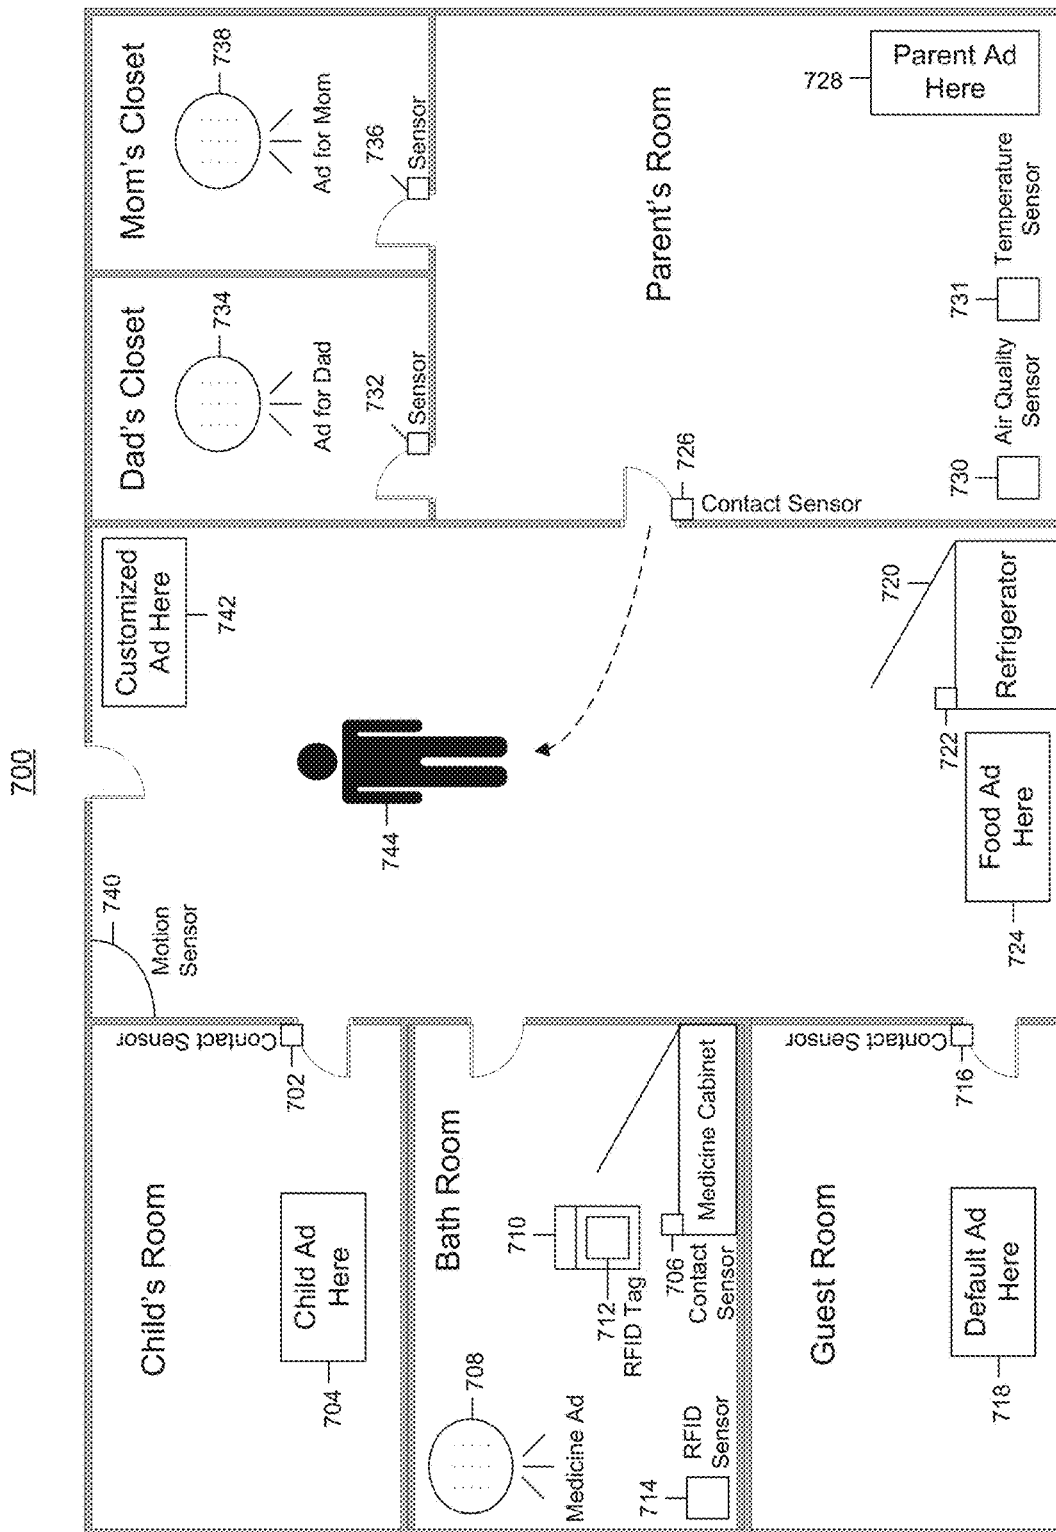 700
Child's Room
Child Ad
Here
704
702
Contact Sensor
Motion
Sensor
740
Customized
Ad Here
742
744
Dad's Closet
734
Ad for Dad
732
Sensor
Mom's Closet
738
Ad for Mom
736
Sensor
Bath Room
708
Medicine Ad
710
712
RFID Tag
706
Contact
Sensor
Medicine Cabinet
714
RFID
Sensor
Parent's Room
726
Contact Sensor
728
Parent Ad
Here
730
Air Quality
Sensor
731
Temperature
Sensor
Guest Room
Default Ad
Here
718
716
Contact Sensor
720
722
Refrigerator
Food Ad
Here
724